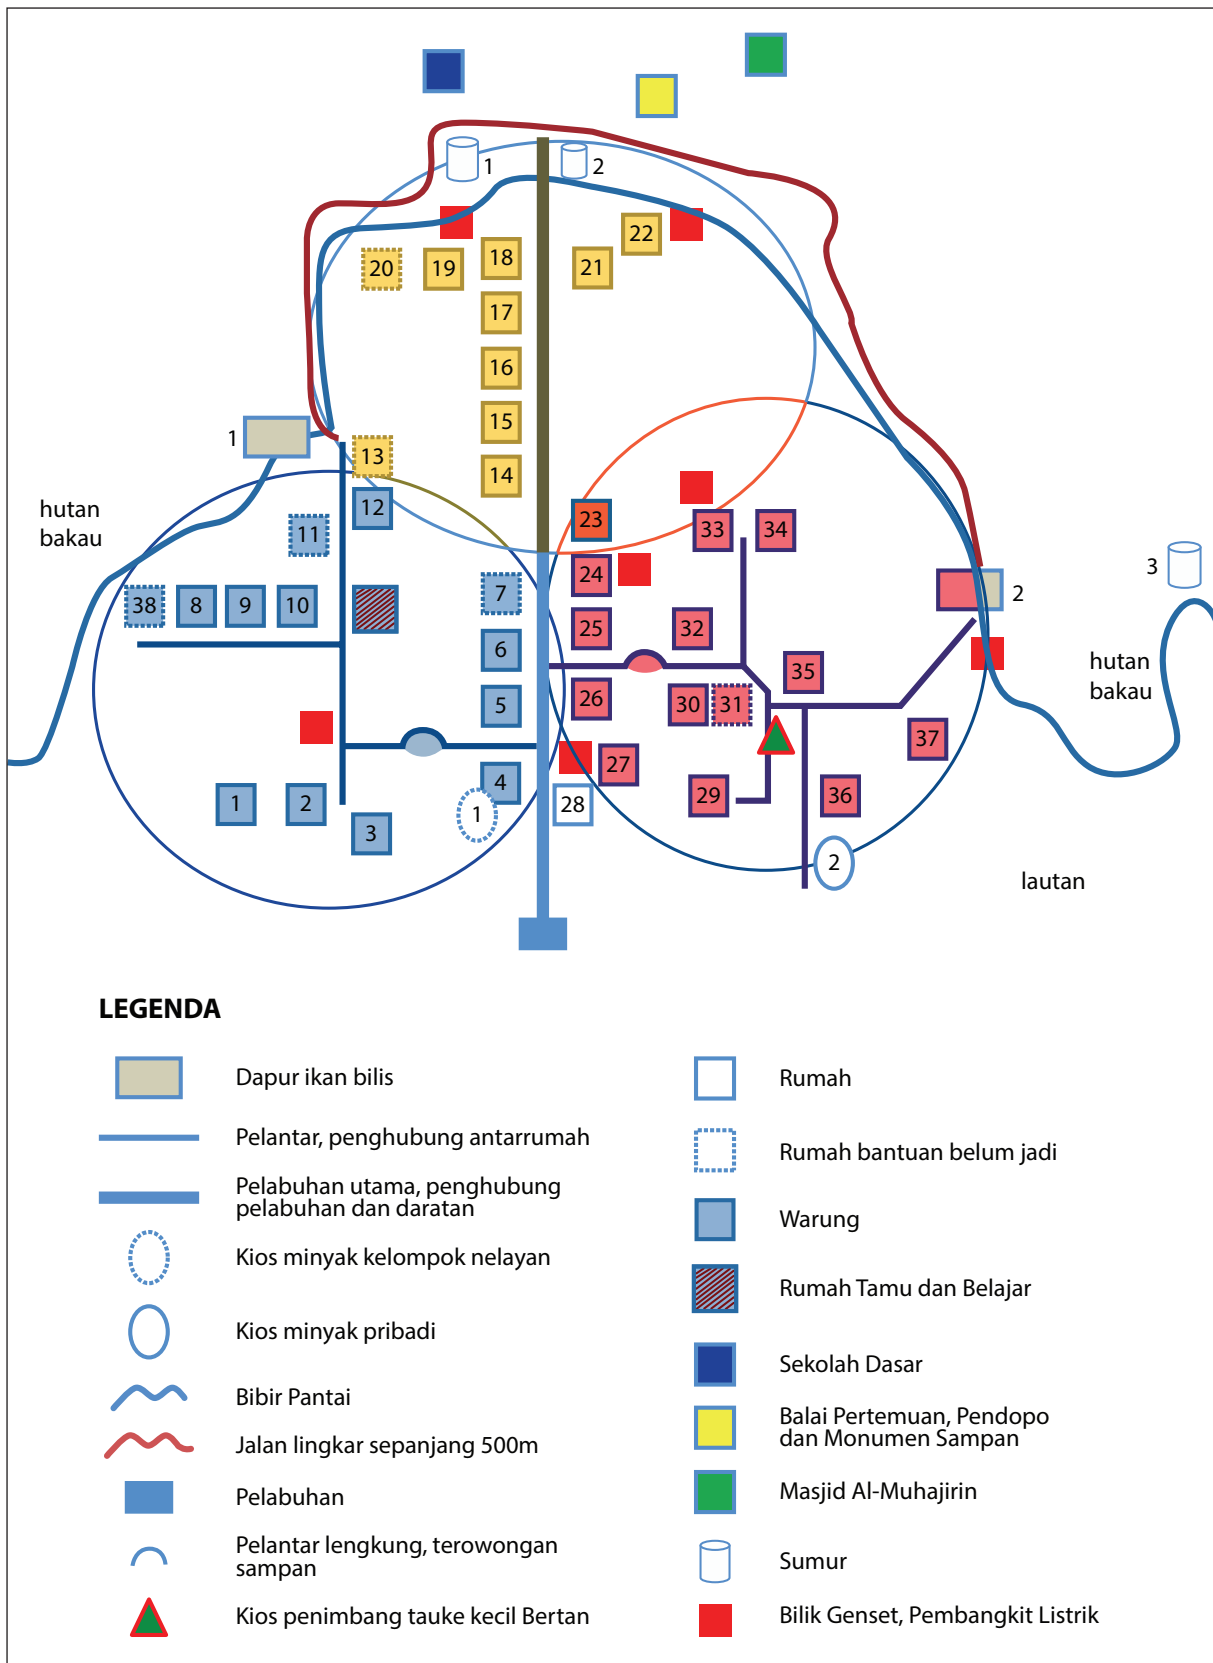 1
2
22
20
19
18
21
17
16
15
1
13
14
hutan
bakau
12
11
23
33
34
24
3
2
38
8
9
10
7
25
32
6
35
hutan
bakau
5
26
30
31
37
4
27
1
2
1
28
29
36
3
2
lautan
LEGENDA
Dapur ikan bilis
Pelantar, penghubung antarrumah
Pelabuhan utama, penghubung
pelabuhan dan daratan
Kios minyak kelompok nelayan
Kios minyak pribadi
Bibir Pantai
Jalan lingkar sepanjang 500m
Pelabuhan
Pelantar lengkung, terowongan
sampan
Kios penimbang tauke kecil Bertan
Rumah
Rumah bantuan belum jadi
Warung
Rumah Tamu dan Belajar
Sekolah Dasar
Balai Pertemuan, Pendopo
dan Monumen Sampan
Masjid Al-Muhajirin
Sumur
Bilik Genset, Pembangkit Listrik